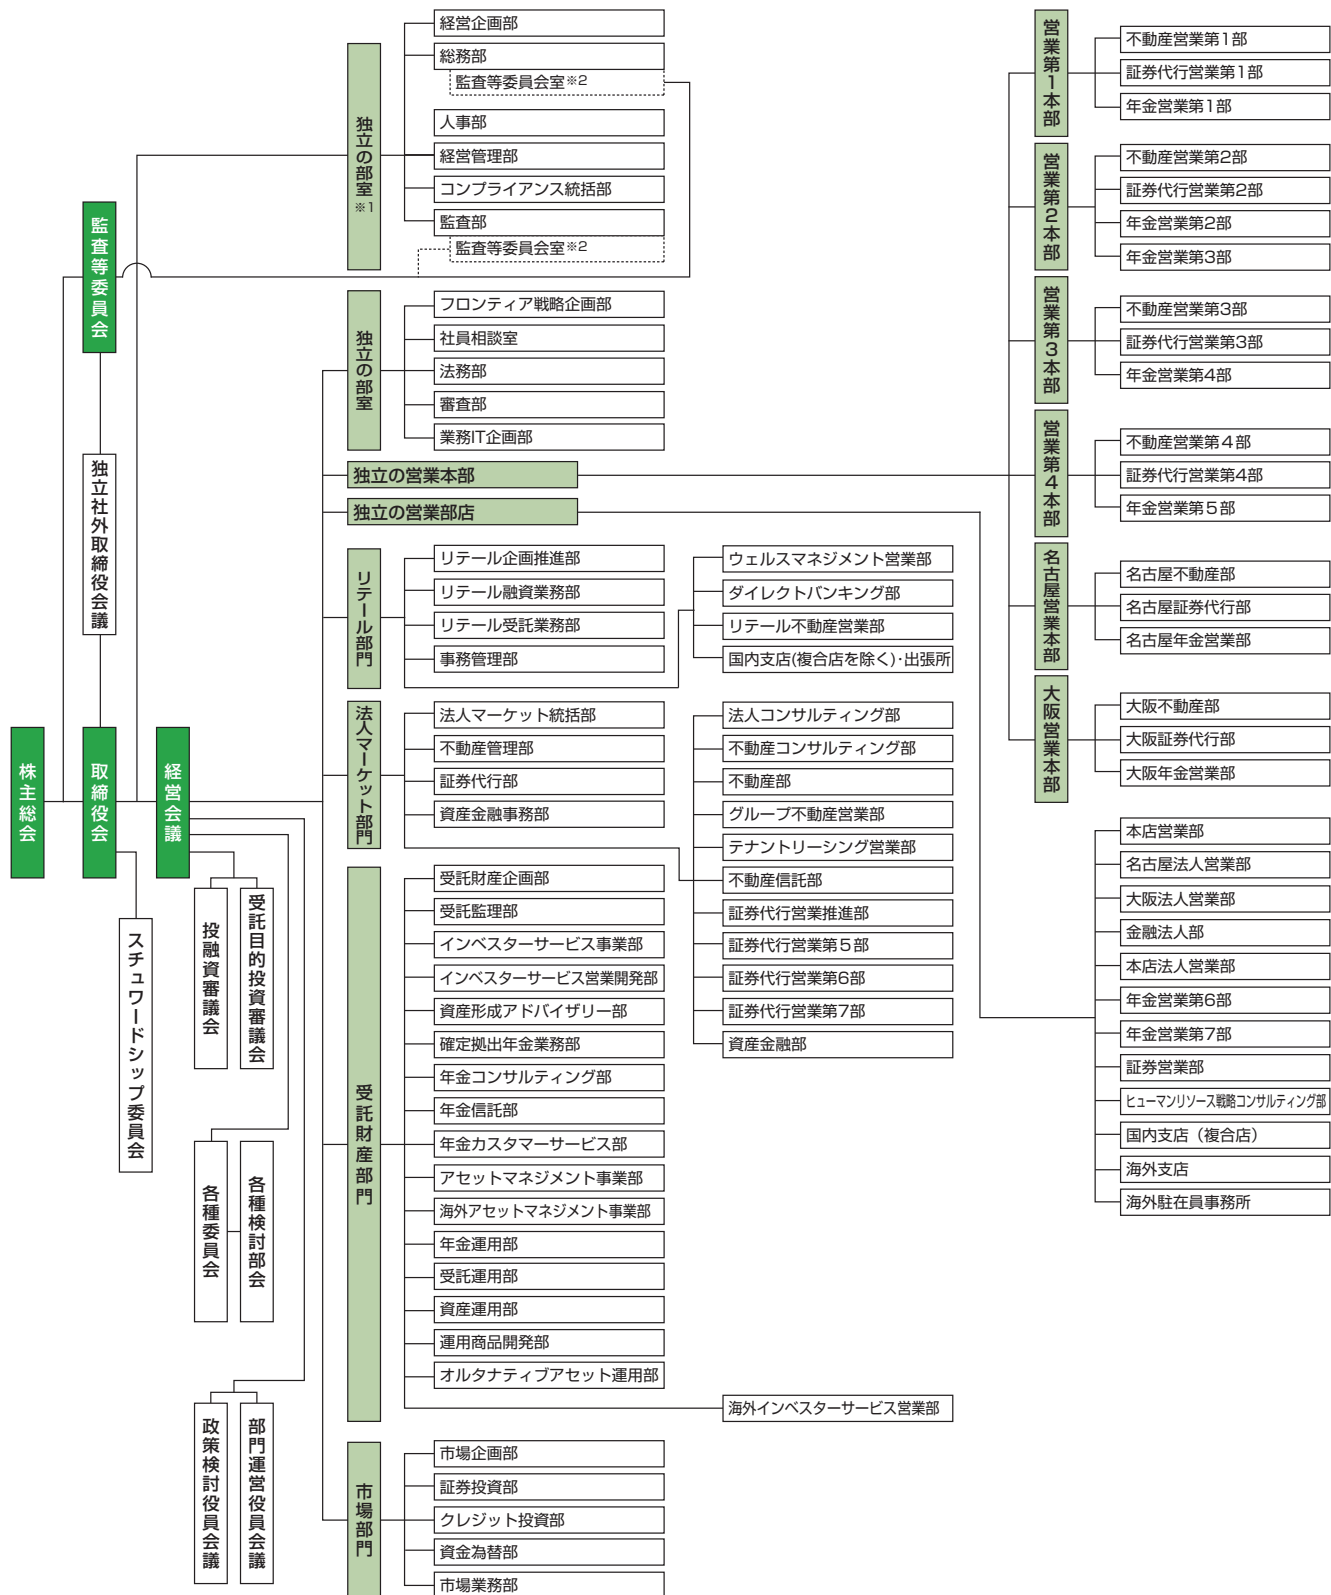 株主総会
監査等委員会
独立社外取締役会議
取締役会
スチュワードシップ委員会
経営会議
投融資審議会
受託目的投資審議会
各種委員会
各種検討部会
政策検討役員会議
部門運営役員会議
独立の部室
※1
経営企画部
総務部
監査等委員会室※2
人事部
経営管理部
コンプライアンス統括部
監査部
監査等委員会室※2
独立の部室
フロンティア戦略企画部
社員相談室
法務部
審査部
業務IT企画部
独立の営業本部
独立の営業部店
リテール部門
リテール企画推進部
リテール融資業務部
リテール受託業務部
事務管理部
ウェルスマネジメント営業部
ダイレクトバンキング部
リテール不動産営業部
国内支店(複合店を除く)・出張所
法人マーケット部門
法人マーケット統括部
不動産管理部
証券代行部
資産金融事務部
法人コンサルティング部
不動産コンサルティング部
不動産部
グループ不動産営業部
テナントリーシング営業部
不動産信託部
証券代行営業推進部
証券代行営業第5部
証券代行営業第6部
証券代行営業第7部
資産金融部
受託財産部門
受託財産企画部
受託監理部
インベスターサービス事業部
インベスターサービス営業開発部
資産形成アドバイザリー部
確定拠出年金業務部
年金コンサルティング部
年金信託部
年金カスタマーサービス部
アセットマネジメント事業部
海外アセットマネジメント事業部
年金運用部
受託運用部
資産運用部
運用商品開発部
オルタナティブアセット運用部
海外インベスターサービス営業部
市場部門
市場企画部
証券投資部
クレジット投資部
資金為替部
市場業務部
営業第1本部
不動産営業第1部
証券代行営業第1部
年金営業第1部
営業第2本部
不動産営業第2部
証券代行営業第2部
年金営業第2部
年金営業第3部
営業第3本部
不動産営業第3部
証券代行営業第3部
年金営業第4部
営業第4本部
不動産営業第4部
証券代行営業第4部
年金営業第5部
名古屋営業本部
名古屋不動産部
名古屋証券代行部
名古屋年金営業部
大阪営業本部
大阪不動産部
大阪証券代行部
大阪年金営業部
本店営業部
名古屋法人営業部
大阪法人営業部
金融法人部
本店法人営業部
年金営業第6部
年金営業第7部
証券営業部
ヒューマンリソース戦略コンサルティング部
国内支店（複合店）
海外支店
海外駐在員事務所